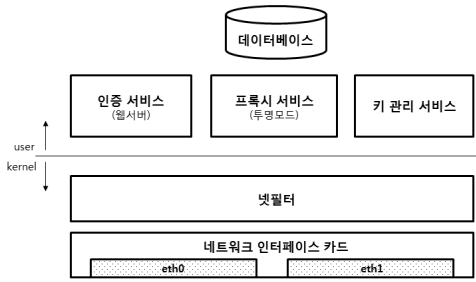 데이터베이스
인증 서비스
(웹서버)
프록시 서비스
(투명모드)
키 관리 서비스
user
kernel
넷필터
네트워크 인터페이스 카드
eth0
eth1